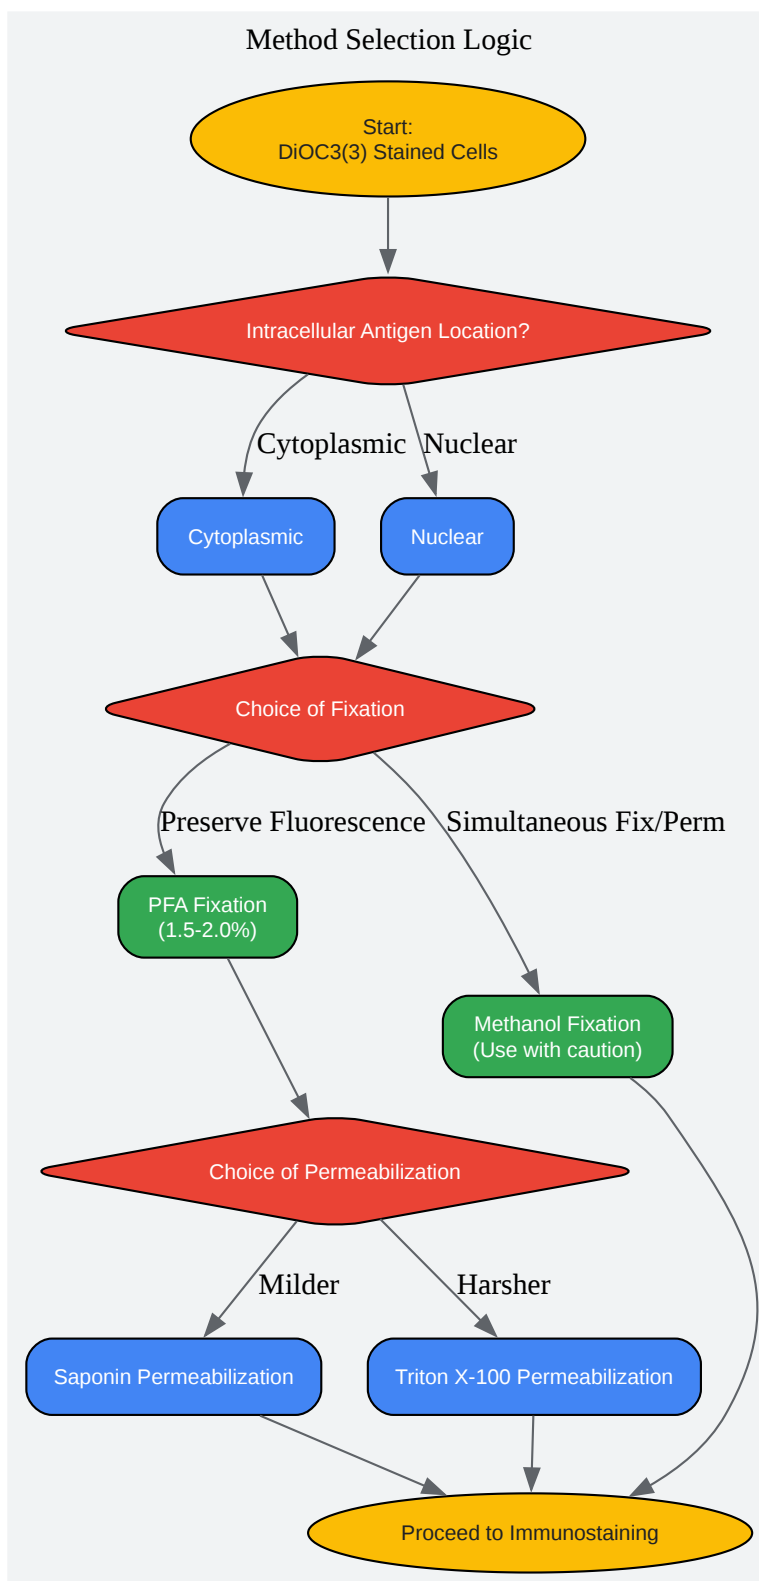 Method Selection Logic
Start:
DiOC3(3) Stained Cells
Intracellular Antigen Location?
Cytoplasmic
Nuclear
Cytoplasmic
Nuclear
Choice of Fixation
Preserve Fluorescence
Simultaneous Fix/Perm
PFA Fixation
(1.5-2.0%)
Methanol Fixation
(Use with caution)
Choice of Permeabilization
Milder
Harsher
Saponin Permeabilization
Triton X-100 Permeabilization
Proceed to Immunostaining